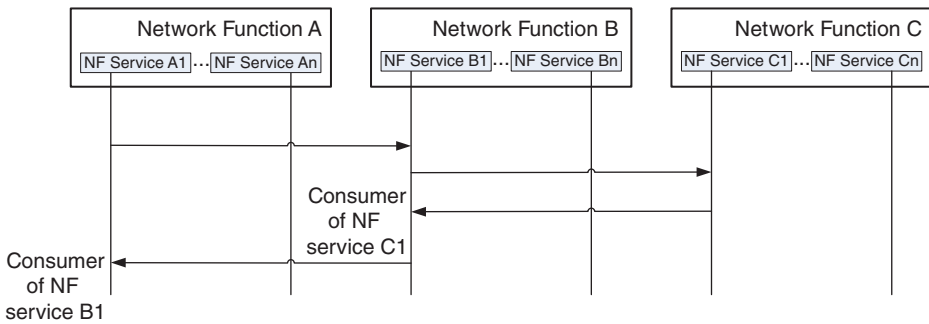 Network Function A
NF Service A1 ... NF Service An
Network Function B
NF Service B1 ... NF Service Bn
Network Function C
NF Service C1 ... NF Service Cn
Consumer
of NF
service C1
Consumer
of NF
service B1